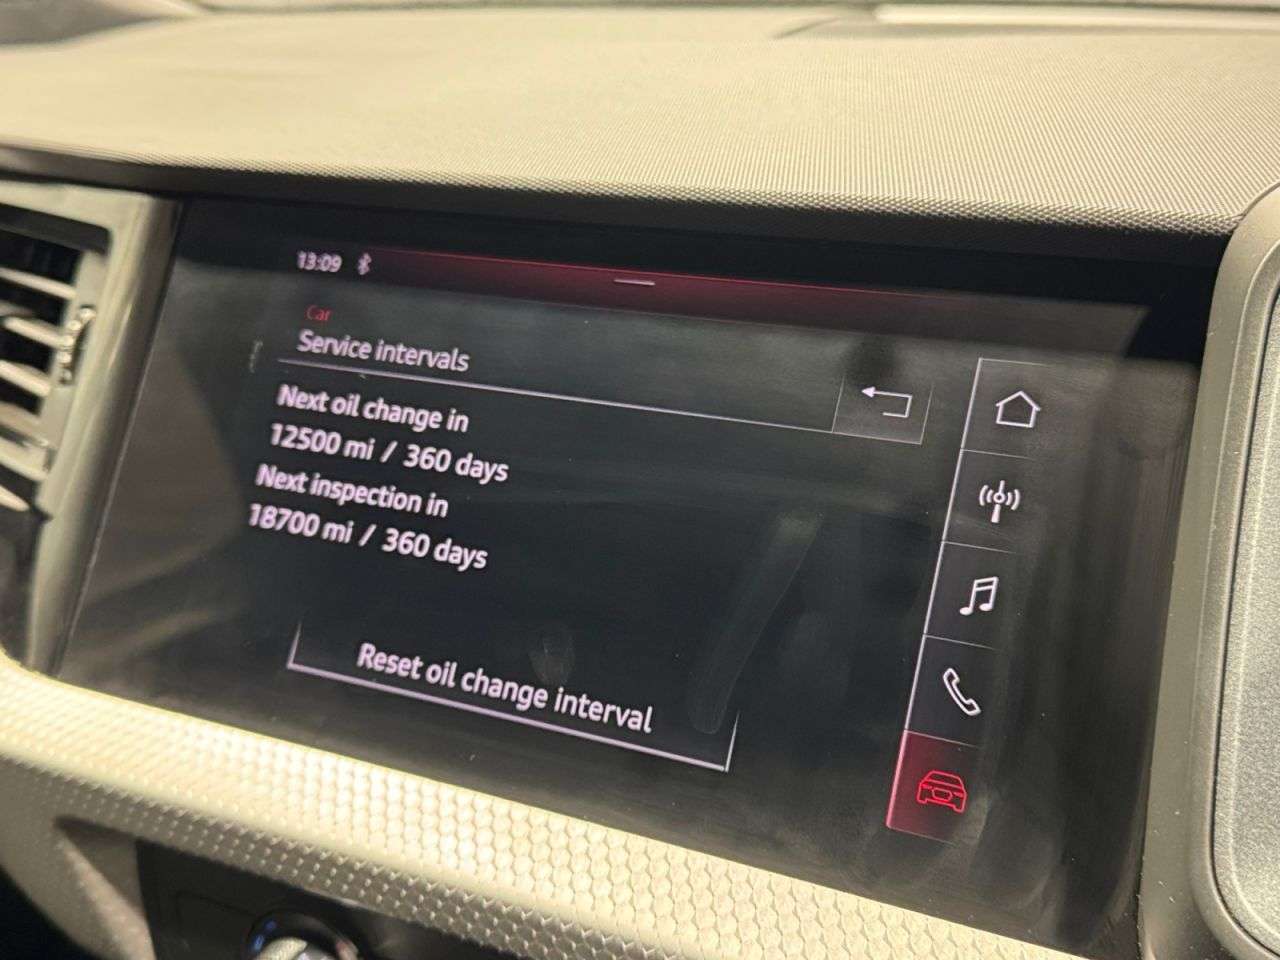 13:09
Car
Service intervals
Next oil change in
12500 mi / 360 days
Next inspection in
18700 mi / 360 days
Reset oil change interval